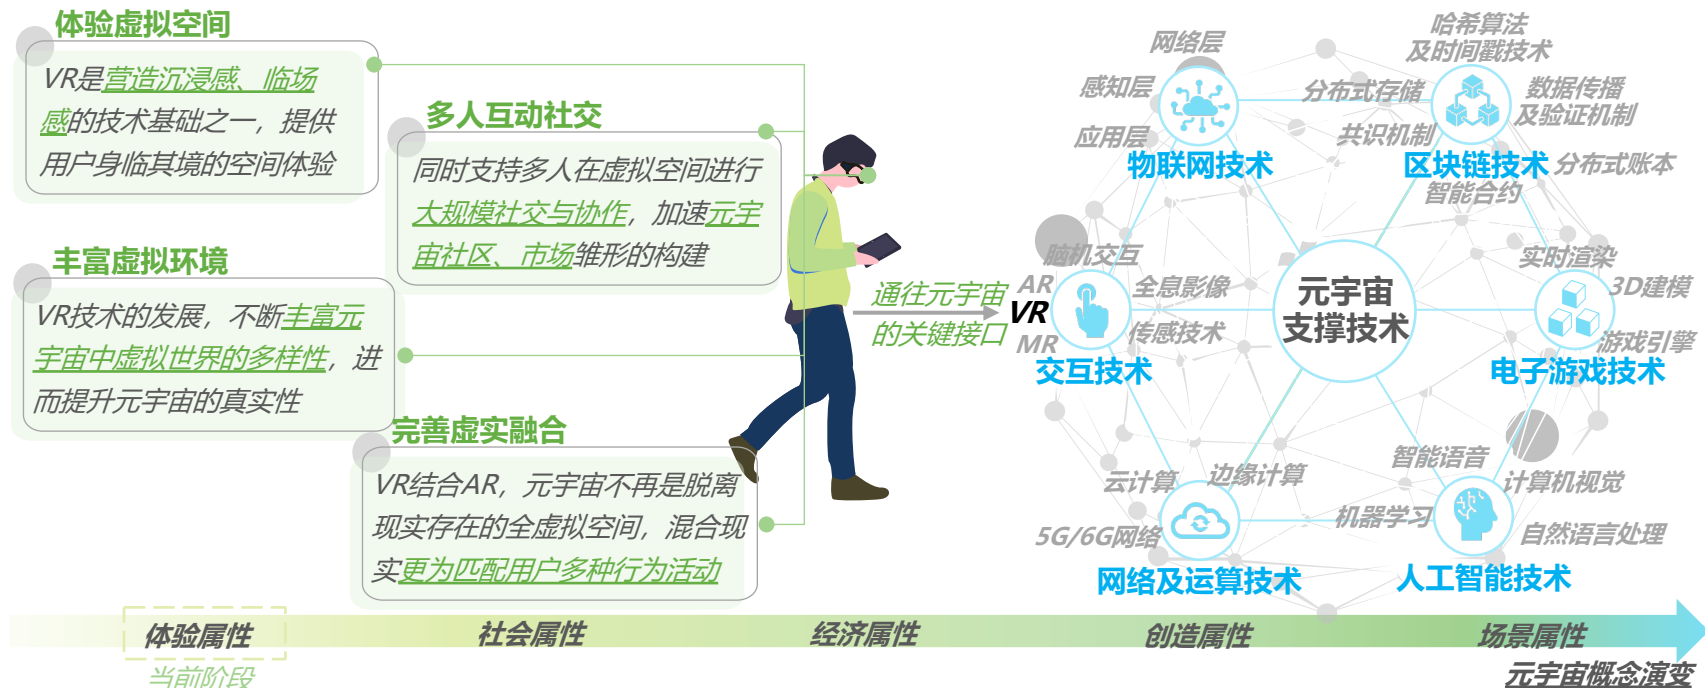 体验虚拟空间
VR是营造沉浸感、临场
感的技术基础之一，提供
用户身临其境的空间体验
多人互动社交
同时支持多人在虚拟空间进行
大规模社交与协作，加速元宇
宙社区、市场雏形的构建
丰富虚拟环境
VR技术的发展，不断丰富元
宇宙中虚拟世界的多样性，进
而提升元宇宙的真实性
完善虚实融合
VR结合AR，元宇宙不再是脱离
现实存在的全虚拟空间，混合现
实更为匹配用户多种行为活动
通往元宇宙
的关键接口
网络层
感知层
应用层
物联网技术
哈希算法
及时间戳技术
分布式存储
数据传播
及验证机制
共识机制
区块链技术
分布式账本
智能合约
脑机交互
AR
全息影像
VR
传感技术
MR
交互技术
元宇宙
支撑技术
实时渲染
3D建模
游戏引擎
电子游戏技术
云计算
边缘计算
5G/6G网络
网络及运算技术
智能语音
计算机视觉
机器学习
自然语言处理
人工智能技术
体验属性
社会属性
经济属性
创造属性
场景属性
当前阶段
元宇宙概念演变